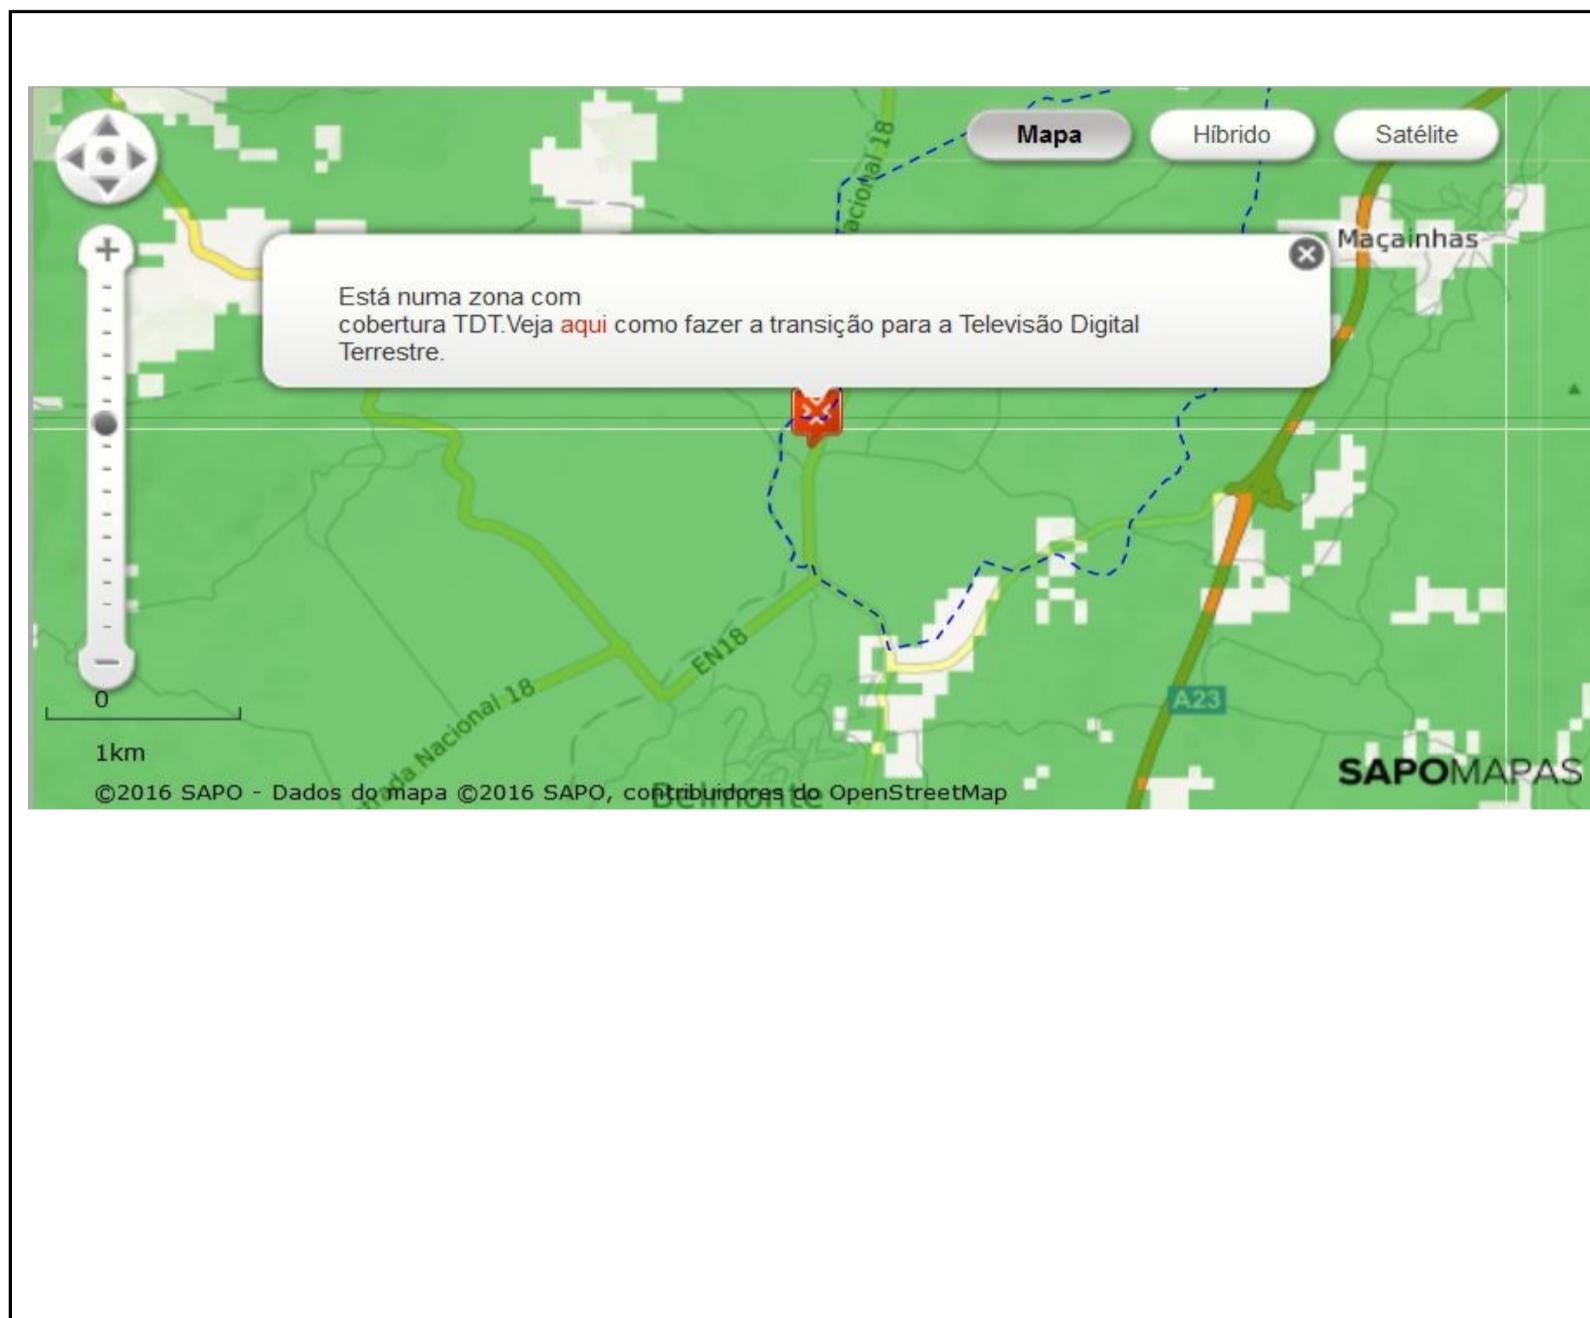 Mapa
Híbrido
Satélite
acional 18
Maçainhas
Está numa zona com
cobertura TDT.Veja aqui como fazer a transição para a Televisão Digital
Terrestre.
EN18
A23
ada Nacional 18
0
1km
Belmonte
SAPOMAPAS
©2016 SAPO - Dados do mapa ©2016 SAPO, contribuidores do OpenStreetMap